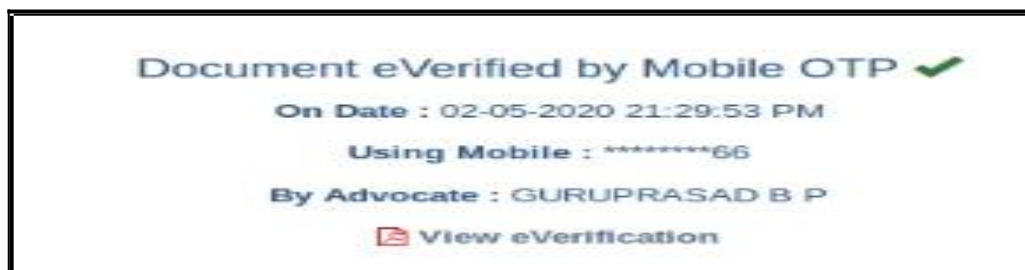 Document eVerified by Mobile OTP
On Date : 02-05-2020 21:29:53 PM
Using Mobile : ********66
By Advocate : GURUPRASAD B P
View eVerification